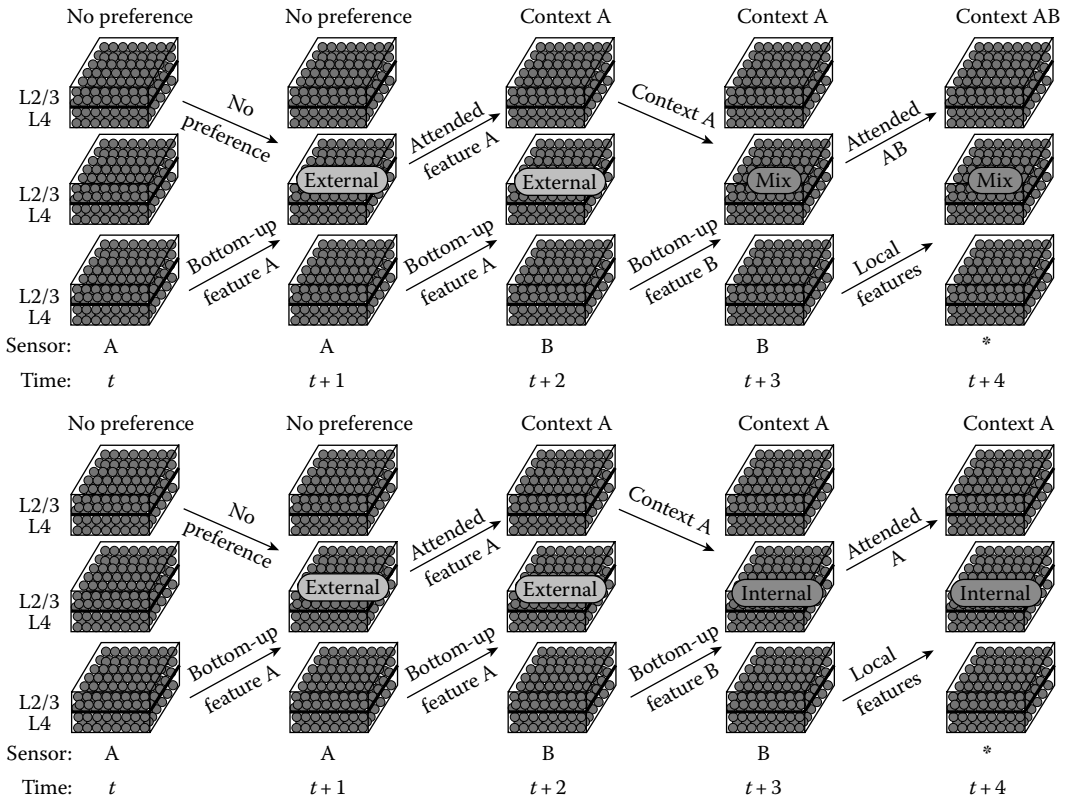 No preference No preference Context A Context A Context AB
L2/3
L4
No
preference
Attended
feature A
Context A
Attended
AB
L2/3
L4
External External Mix Mix
Bottom-up
feature A
Bottom-up
feature A
Bottom-up
feature B
Local
features
L2/3
L4
Sensor: A A B B *
Time: t t + 1 t + 2 t + 3 t + 4
No preference No preference Context A Context A Context A
L2/3
L4
No
preference
Attended
feature A
Context A
Attended
A
L2/3
L4
External External Internal Internal
Bottom-up
feature A
Bottom-up
feature A
Bottom-up
feature B
Local
features
L2/3
L4
Sensor: A A B B *
Time: t t + 1 t + 2 t + 3 t + 4